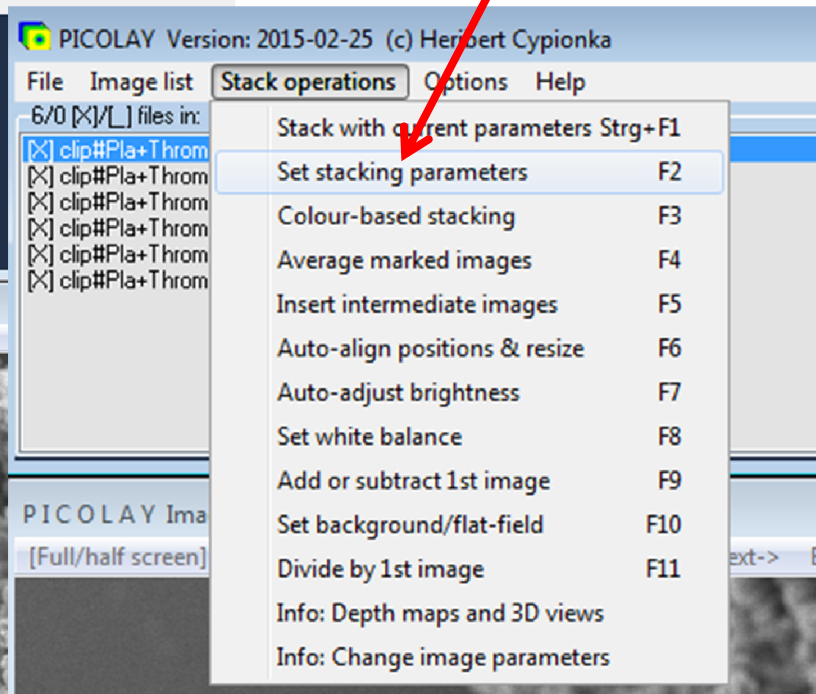 PICOLAY Version: 2015-02-25 (c) Heribert Cypionka
File Image list Stack operations Options Help
6/0 [X]/[_] files in:
[X] clip#Pla+Throm
[X] clip#Pla+Throm
[X] clip#Pla+Throm
[X] clip#Pla+Throm
[X] clip#Pla+Throm
[X] clip#Pla+Throm
Stack with current parameters Strg+F1
Set stacking parameters F2
Colour-based stacking F3
Average marked images F4
Insert intermediate images F5
Auto-align positions & resize F6
Auto-adjust brightness F7
Set white balance F8
Add or subtract 1st image F9
Set background/flat-field F10
Divide by 1st image F11
Info: Depth maps and 3D views
Info: Change image parameters
P I C O L A Y Ima
[Full/half screen] ext->